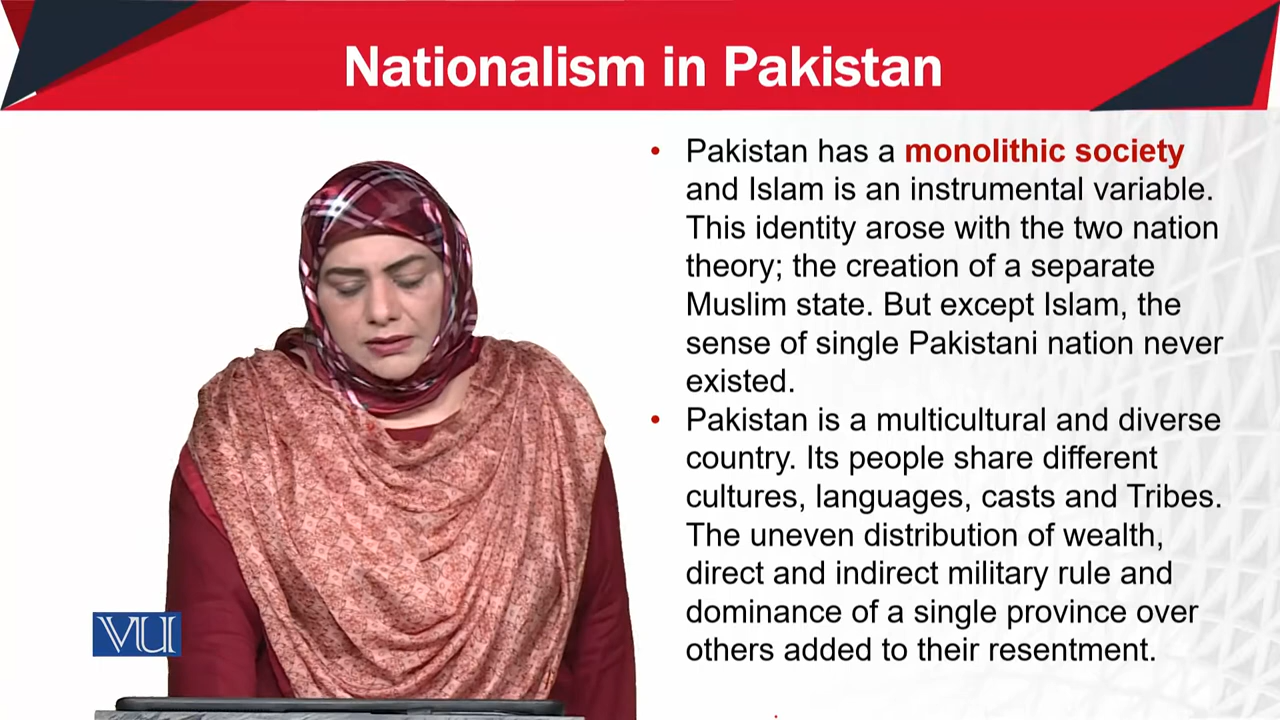 Nationalism in Pakistan
• Pakistan has a monolithic society
and Islam is an instrumental variable.
This identity arose with the two nation
theory; the creation of a separate
Muslim state. But except Islam, the
sense of single Pakistani nation never
existed.
• Pakistan is a multicultural and diverse
country. Its people share different
cultures, languages, casts and Tribes.
The uneven distribution of wealth,
direct and indirect military rule and
dominance of a single province over
others added to their resentment.
VU